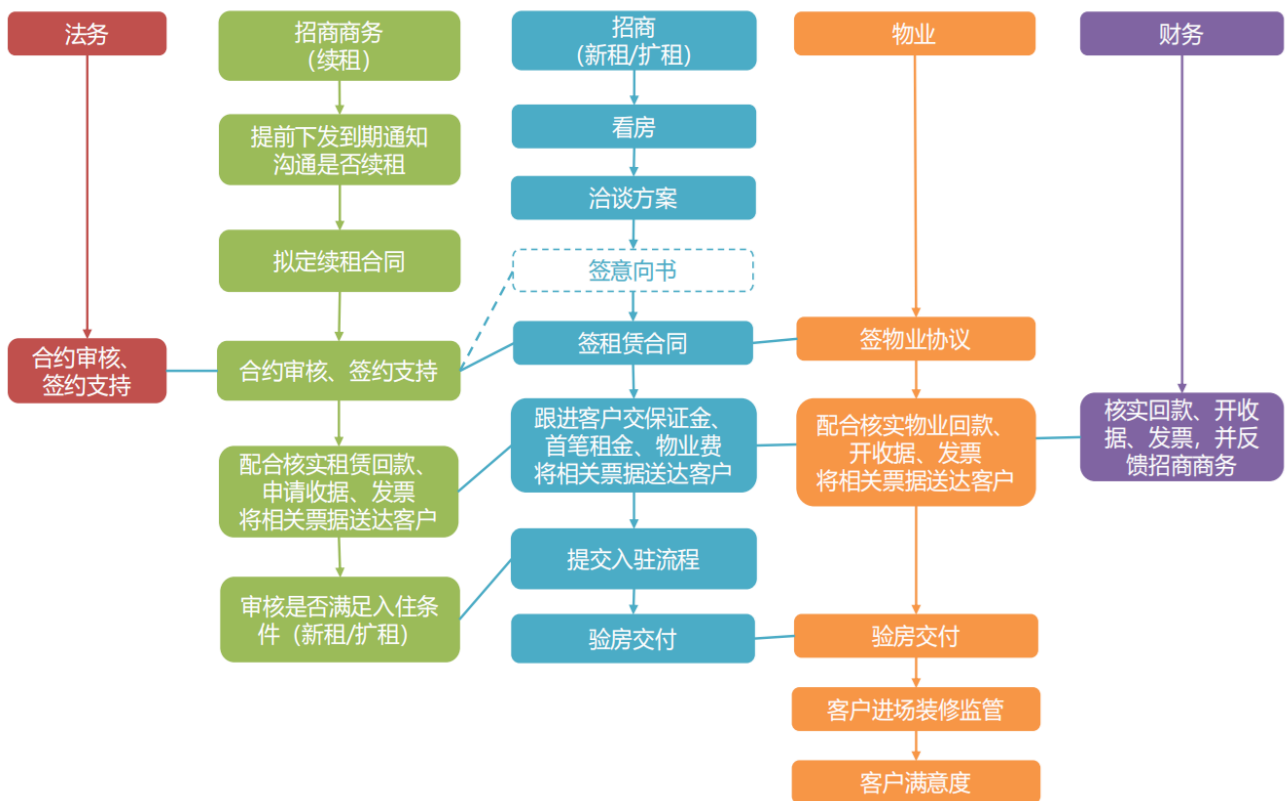 法务
合约审核、
签约支持
招商商务
（续租）
提前下发到期通知
沟通是否续租
拟定续租合同
合约审核、签约支持
配合核实租赁回款、
申请收据、发票
将相关票据送达客户
审核是否满足入住条
件（新租/扩租）
招商
(新租/扩租）
看房
洽谈方案
签意向书
签租赁合同
跟进客户交保证金、
首笔租金、物业费
将相关票据送达客户
提交入驻流程
验房交付
物业
签物业协议
配合核实物业回款、
开收据、发票
将相关票据送达客户
验房交付
客户进场装修监管
客户满意度
财务
核实回款、开收
据、发票，并反
馈招商商务